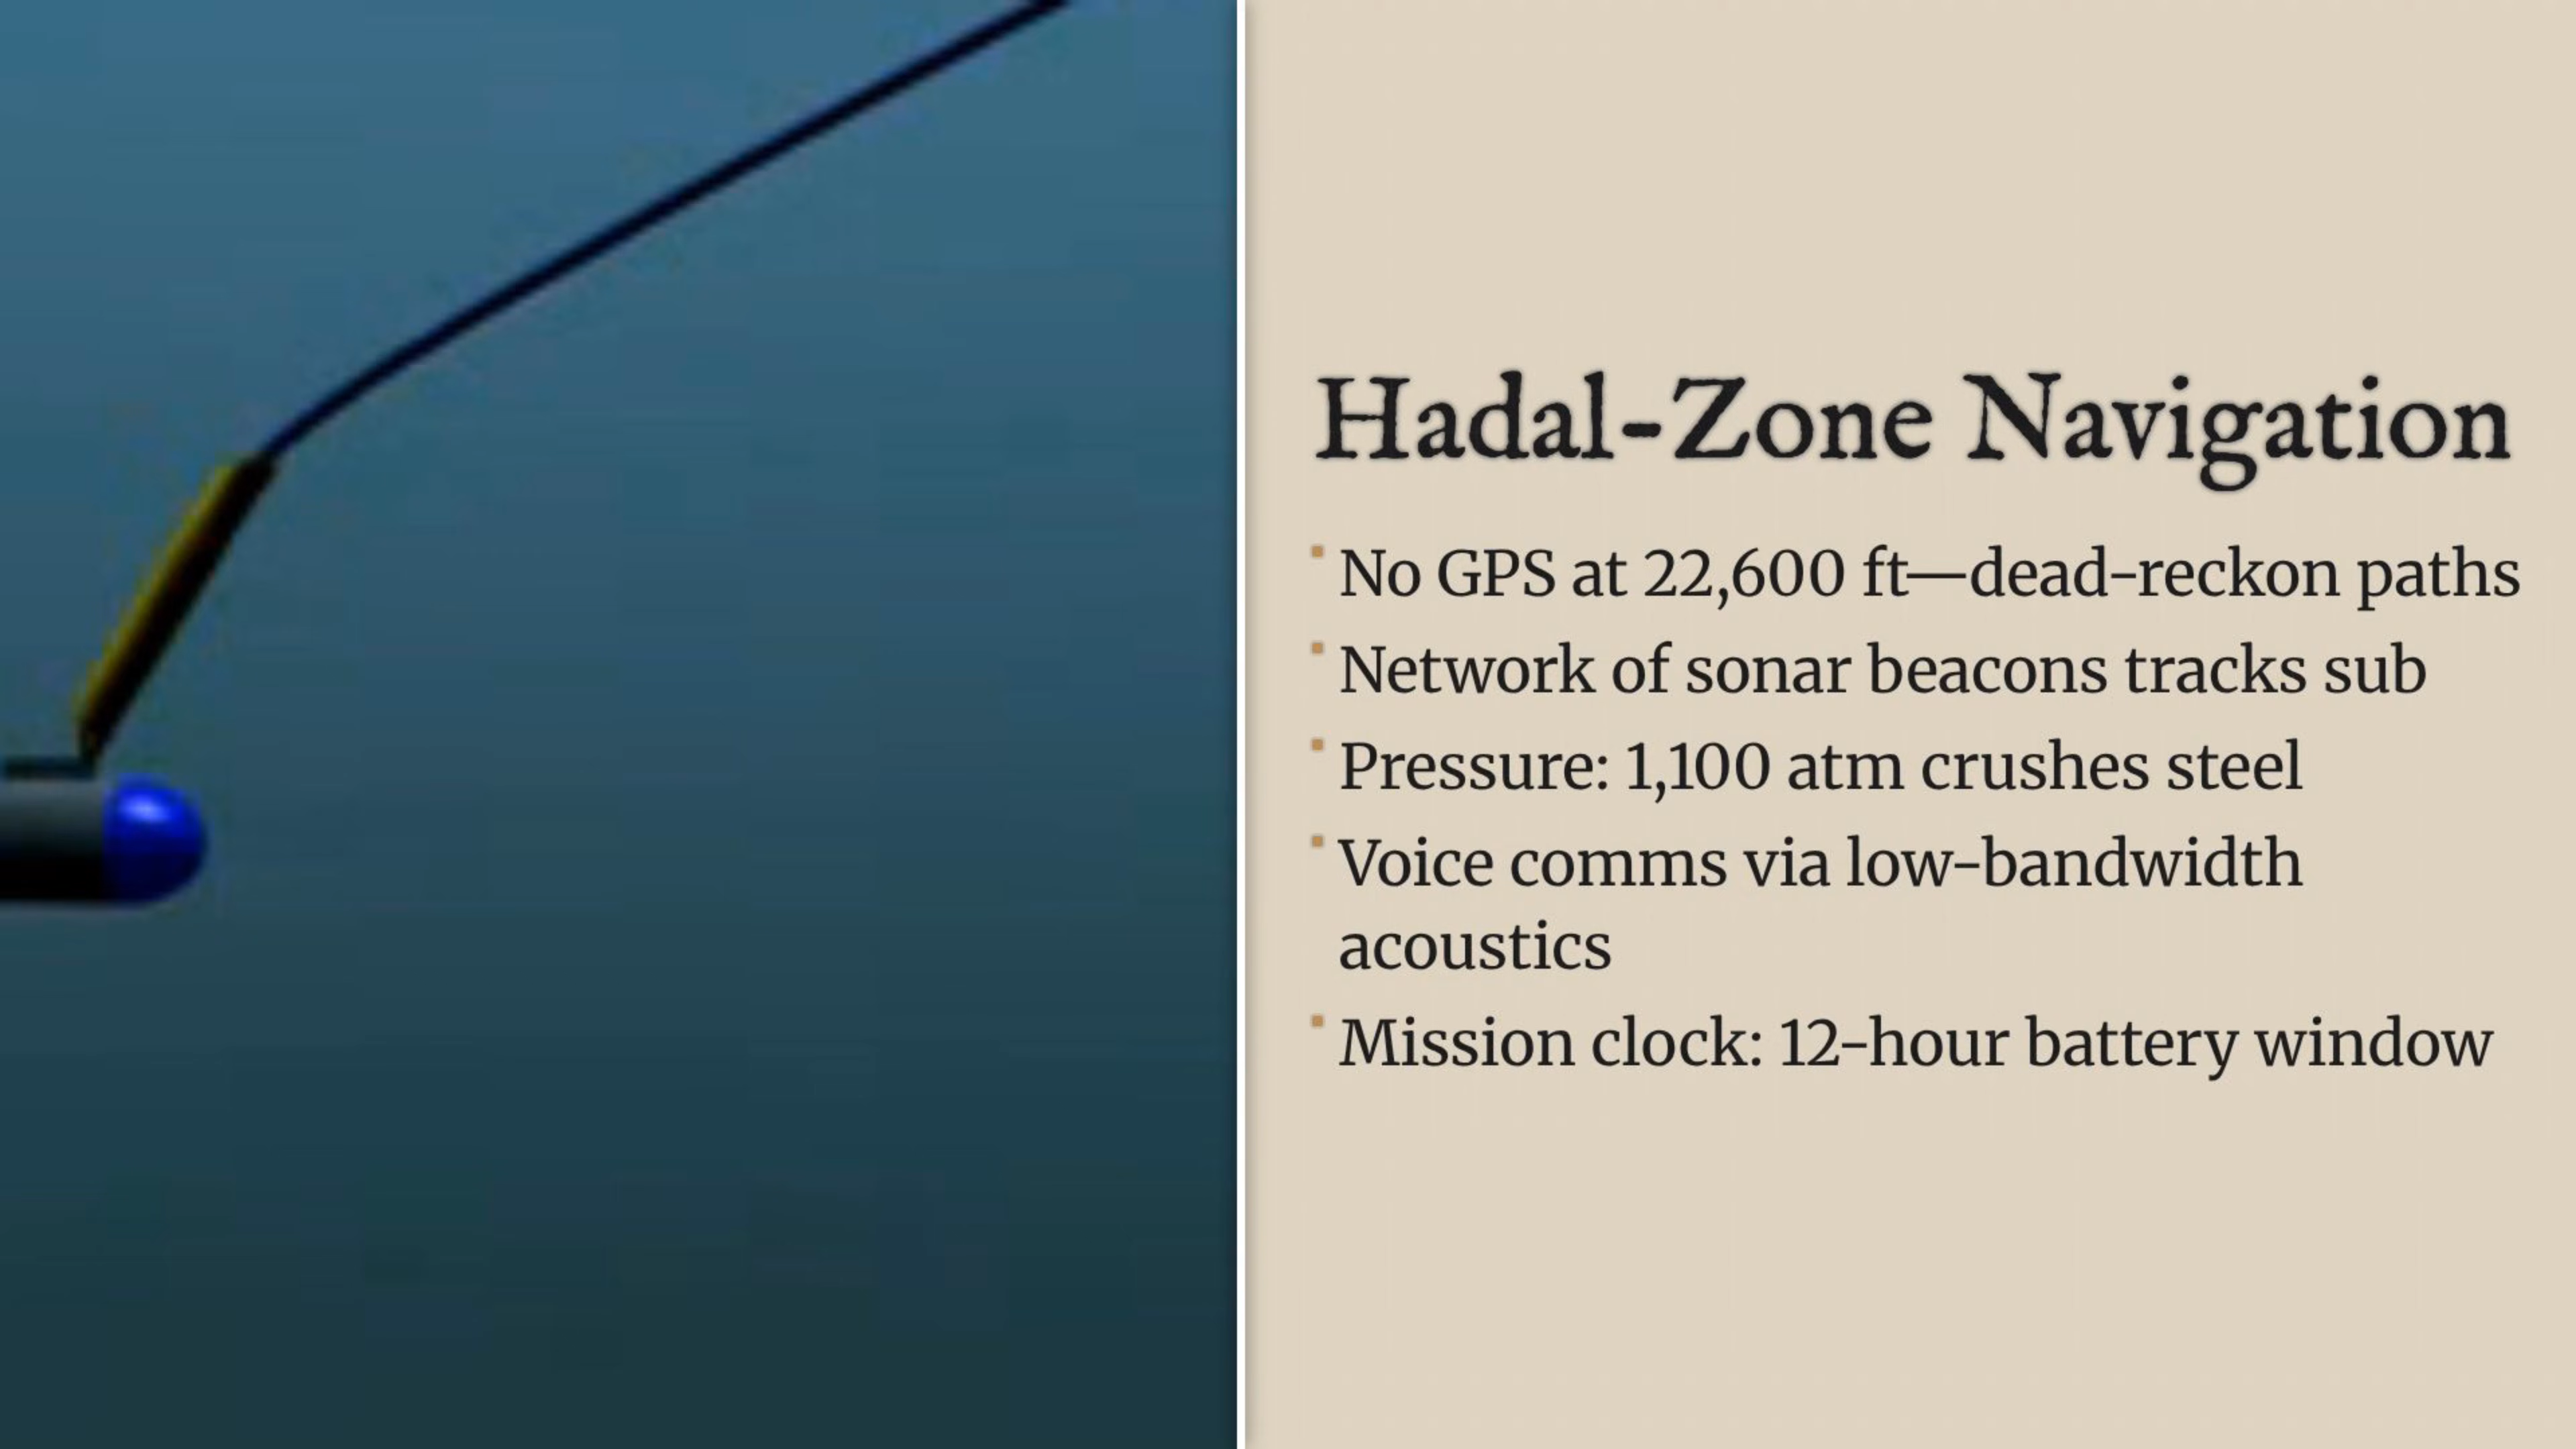 Hadal-Zone Navigation
No GPS at 22,600 ft—dead-reckon paths
Network of sonar beacons tracks sub
Pressure: 1,100 atm crushes steel
Voice comms via low-bandwidth
acoustics
Mission clock: 12-hour battery window